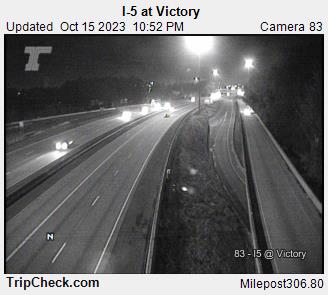 I-5 at Victory
Updated Oct 15 2023 10:52 PM Camera 83
T
N
83 - I5 @ Victory
TripCheck.com Milepost306.80